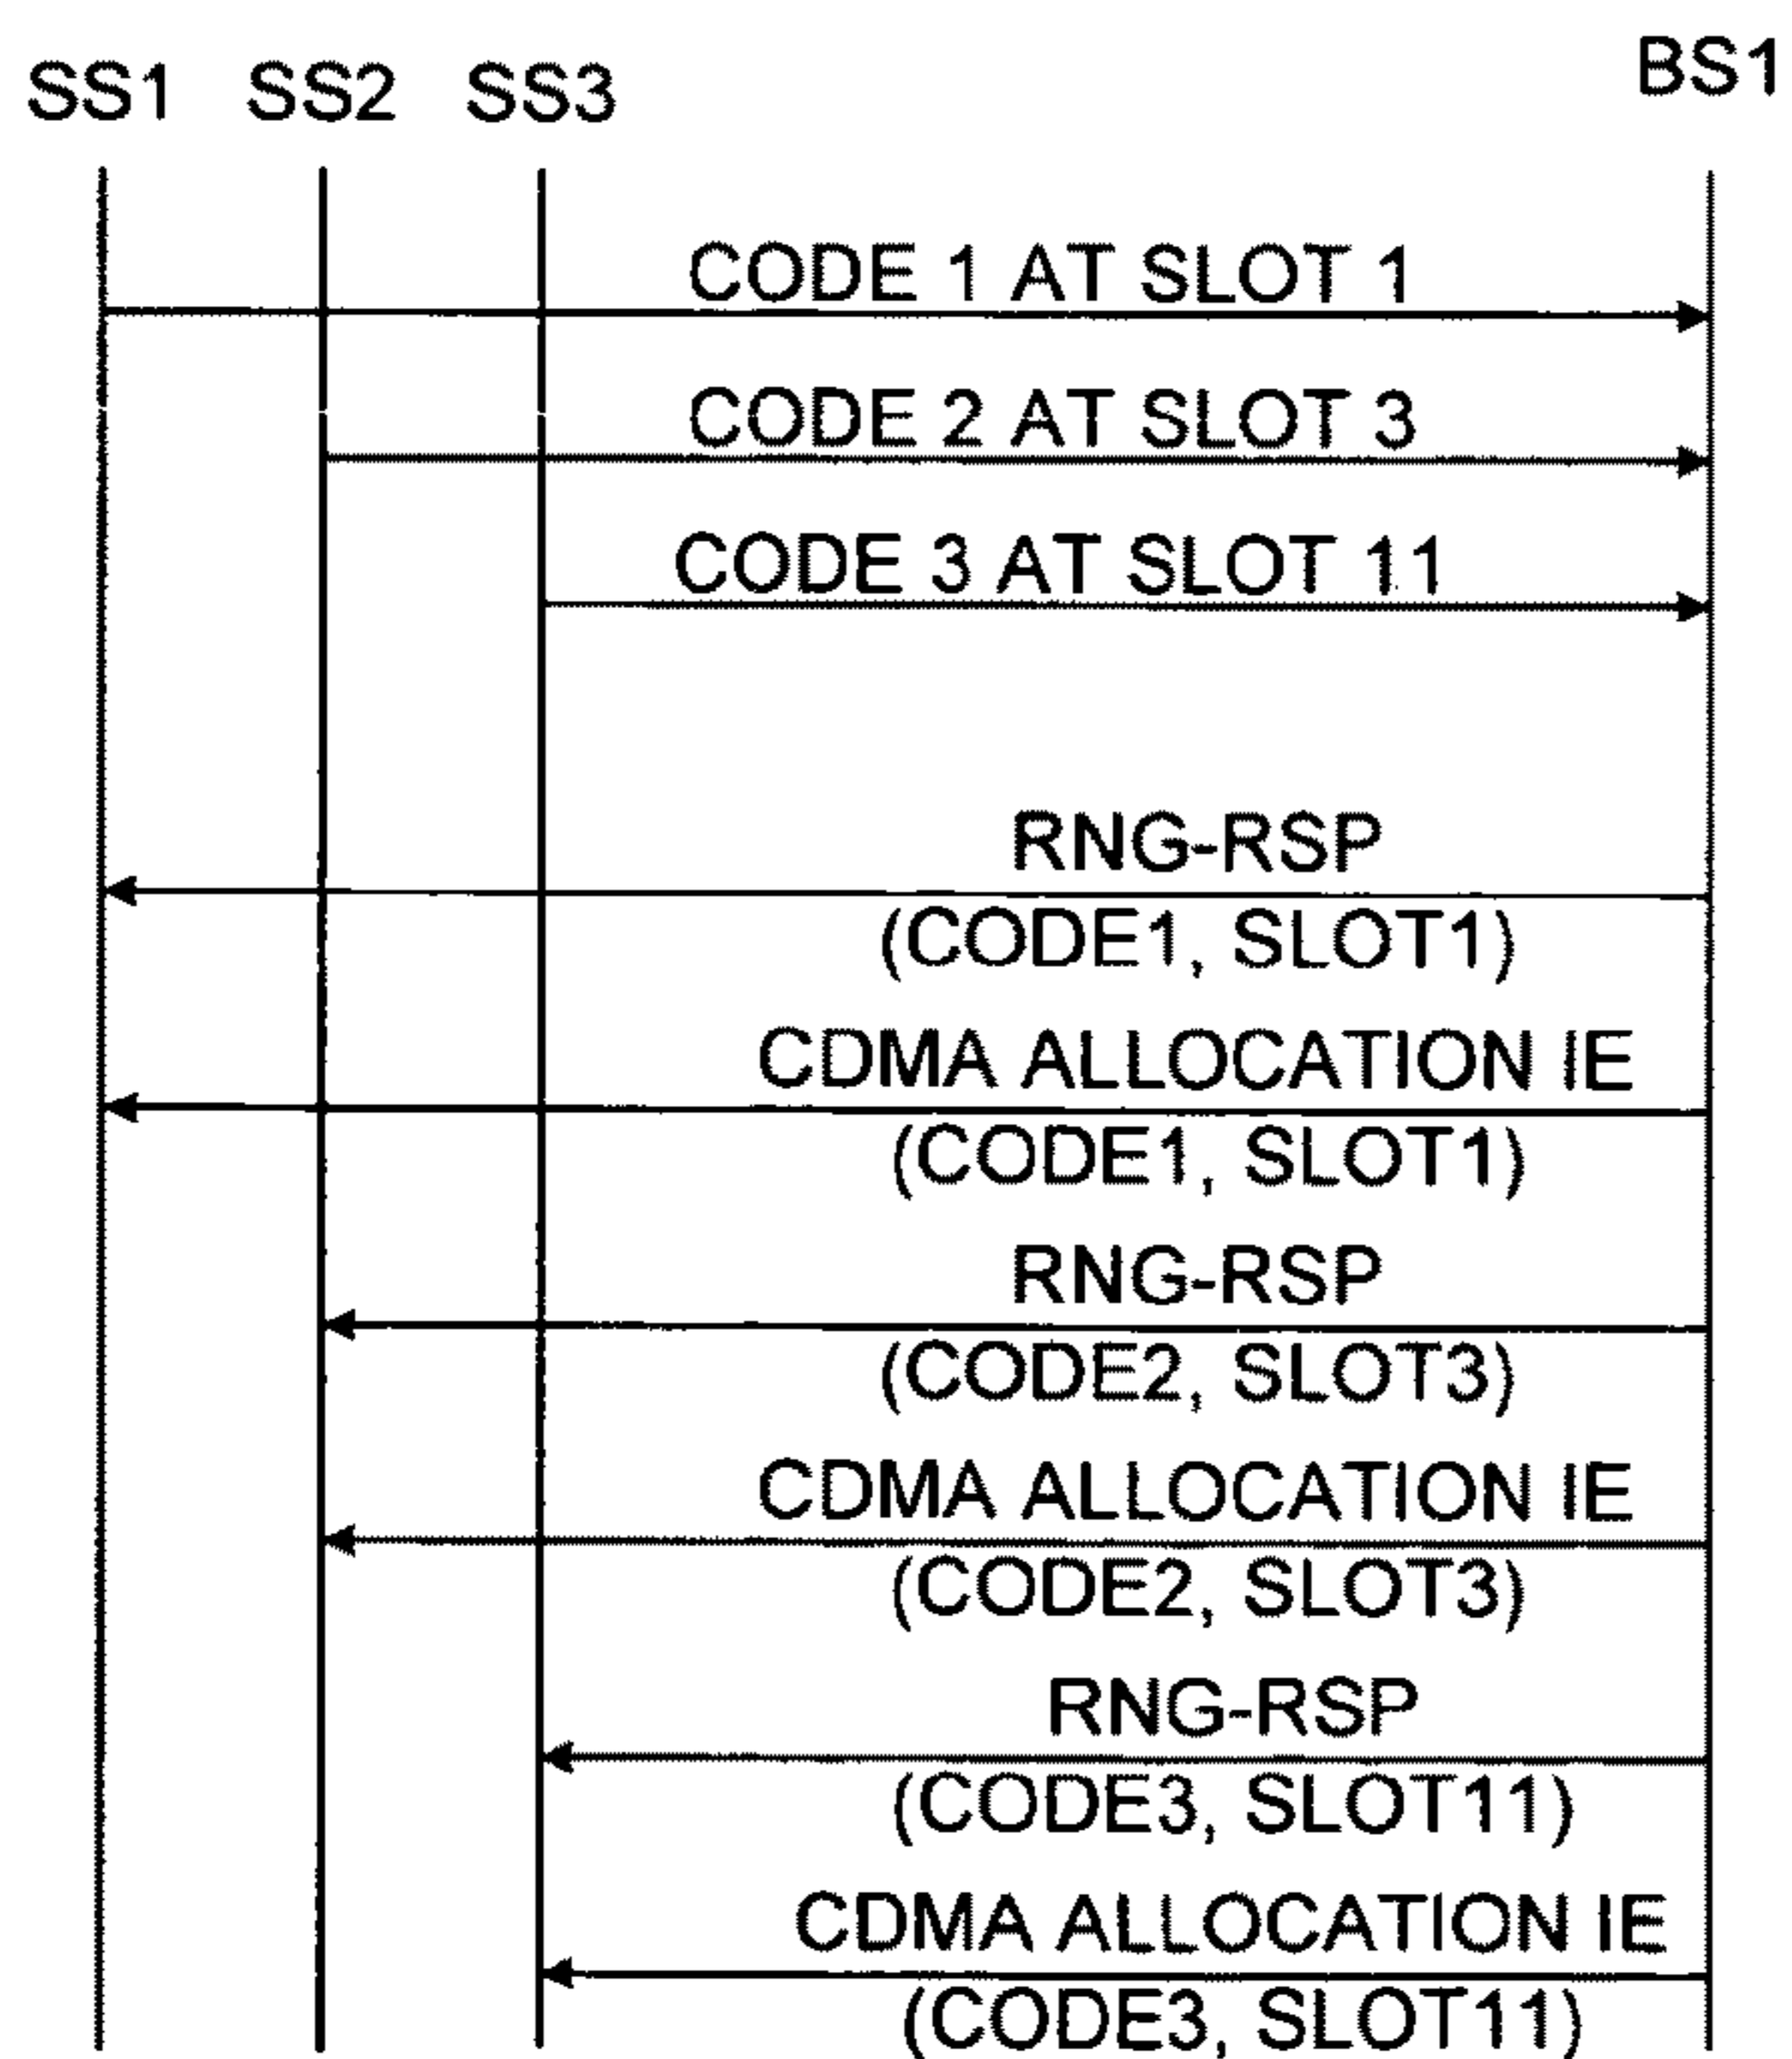 SS1 SS2 SS3 BS1
CODE 1 AT SLOT 1
CODE 2 AT SLOT 3
CODE 3 AT SLOT 11
RNG-RSP
(CODE1, SLOT1)
CDMA ALLOCATION IE
(CODE1, SLOT1)
RNG-RSP
(CODE2, SLOT3)
CDMA ALLOCATION IE
(CODE2, SLOT3)
RNG-RSP
(CODE3, SLOT11)
CDMA ALLOCATION IE
(CODE3, SLOT11)